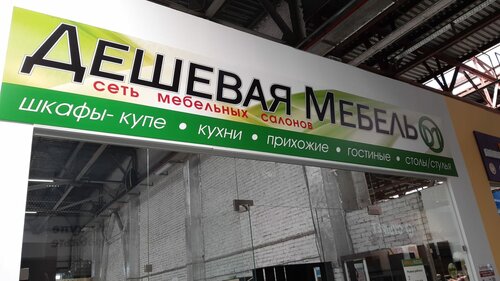 Дешевая Мебель
сеть мебельных салонов
шкафы-купе • кухни • прихожие • гостиные • столы/стулья